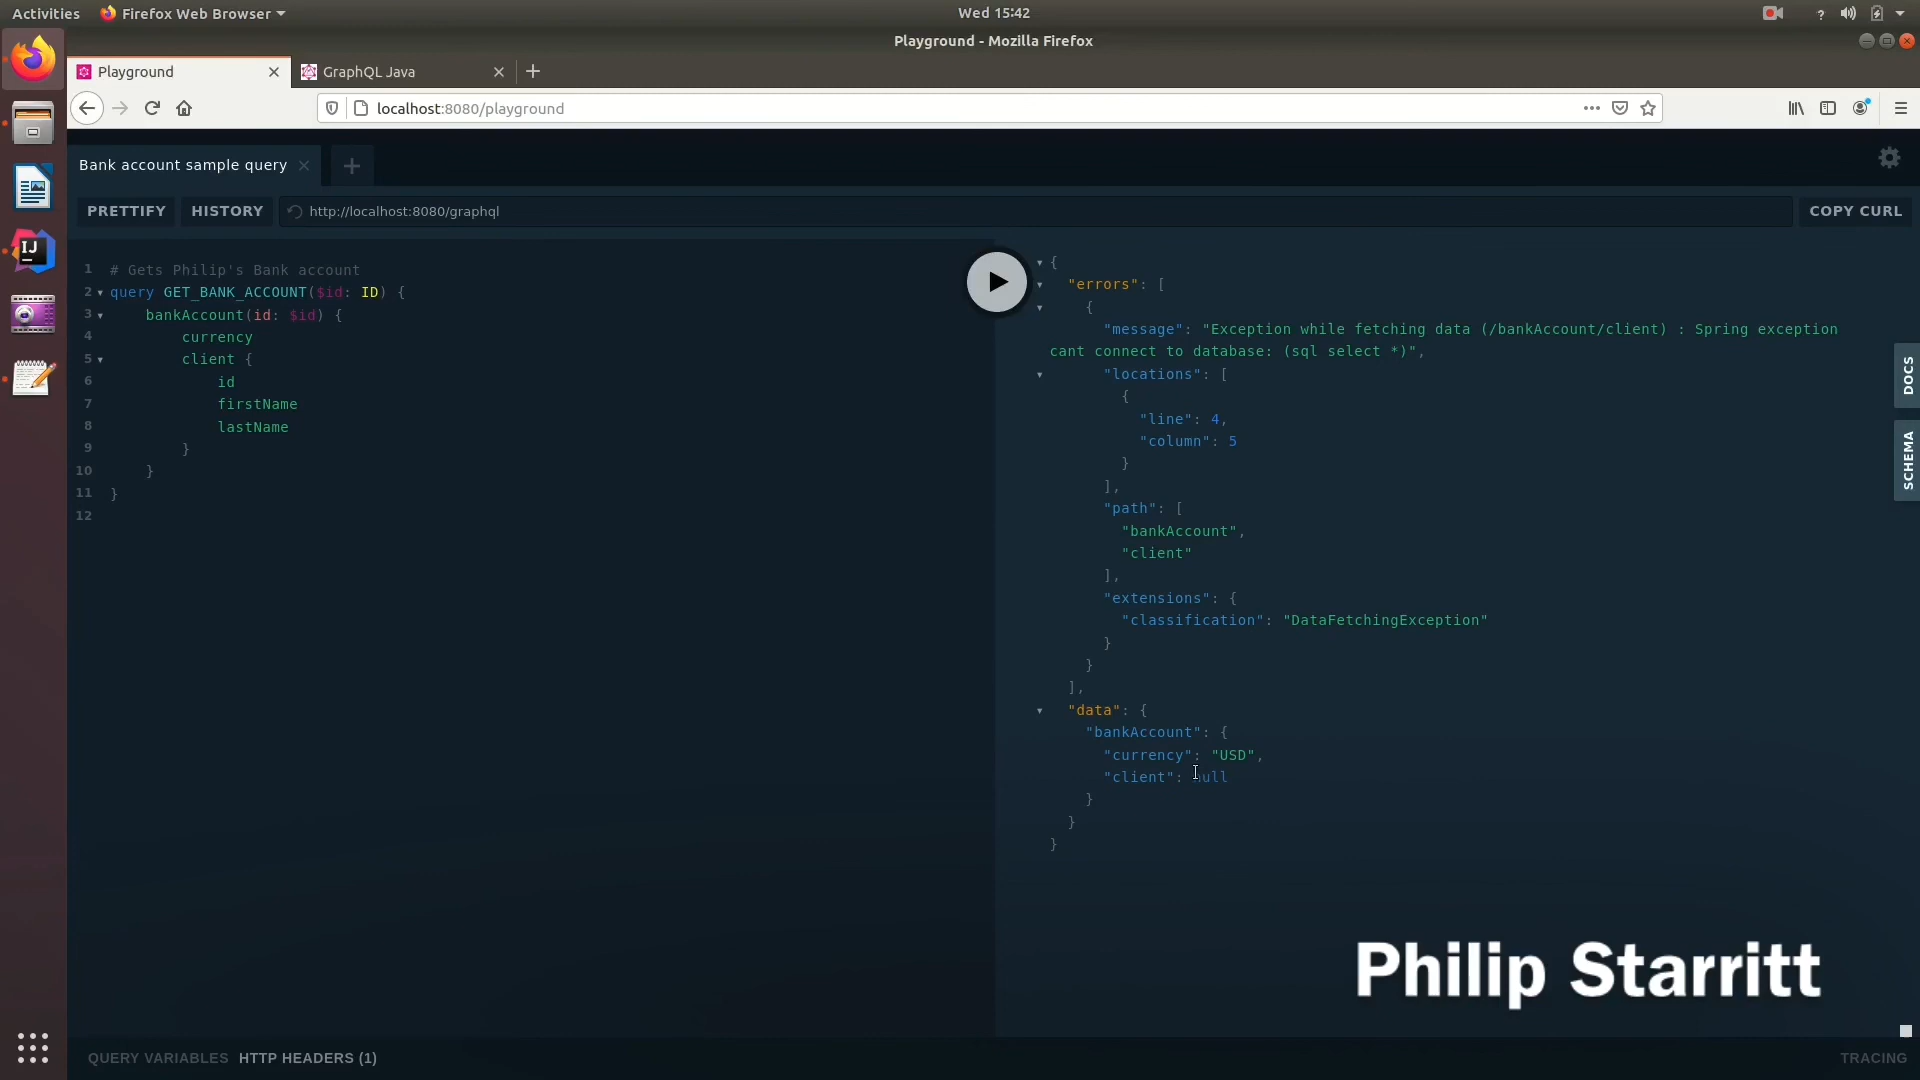 Activities
Firefox Web Browser
Wed 15:42
Playground - Mozilla Firefox
Playground
GraphQL Java
localhost:8080/playground
Bank account sample query
PRETTIFY
HISTORY
http://localhost:8080/graphql
COPY CURL
1 # Gets Philip's Bank account
2 query GET_BANK_ACCOUNT($id: ID) {
3 bankAccount(id: $id) {
4 currency
5 client {
6 id
7 firstName
8 lastName
9 }
10 }
11 }
12
{
"errors": [
{
"message": "Exception while fetching data (/bankAccount/client) : Spring exception
cant connect to database: (sql select *)",
"locations": [
{
"line": 4,
"column": 5
}
],
"path": [
"bankAccount",
"client"
],
"extensions": {
"classification": "DataFetchingException"
}
}
],
"data": {
"bankAccount": {
"currency": "USD",
"client": null
}
}
}
DOCS
SCHEMA
IJ
Philip Starritt
QUERY VARIABLES
HTTP HEADERS (1)
TRACING